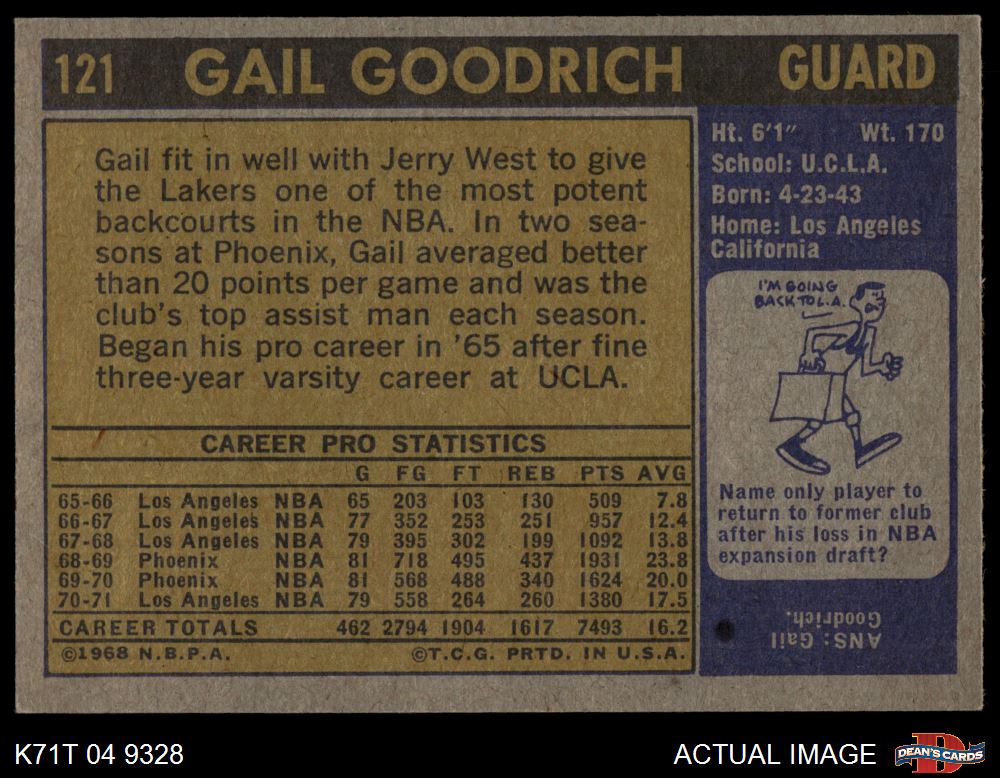 121 GAIL GOODRICH GUARD
Gail fit in well with Jerry West to give
the Lakers one of the most potent
backcourts in the NBA. In two sea-
sons at Phoenix, Gail averaged better
than 20 points per game and was the
club's top assist man each season.
Began his pro career in '65 after fine
three-year varsity career at UCLA.
CAREER PRO STATISTICS
G FG FT REB PTS AVG
65-66 Los Angeles NBA 65 203 103 130 509 7.8
66-67 Los Angeles NBA 77 352 253 251 957 12.4
67-68 Los Angeles NBA 79 395 302 199 1092 13.8
68-69 Phoenix NBA 81 718 495 437 1931 23.8
69-70 Phoenix NBA 81 568 488 340 1624 20.0
70-71 Los Angeles NBA 79 558 264 260 1380 17.5
CAREER TOTALS 462 2794 1904 1617 7493 16.2
©1968 N.B.P.A. ©T.C.G. PRTD. IN U.S.A.
Ht. 6'1" Wt. 170
School: U.C.L.A.
Born: 4-23-43
Home: Los Angeles
California
I'M GOING
BACK TO L.A.
Name only player to
return to former club
after his loss in NBA
expansion draft?
ANS: Gail
Goodrich.
K71T 04 9328 ACTUAL IMAGE
D
DEAN'S CARDS